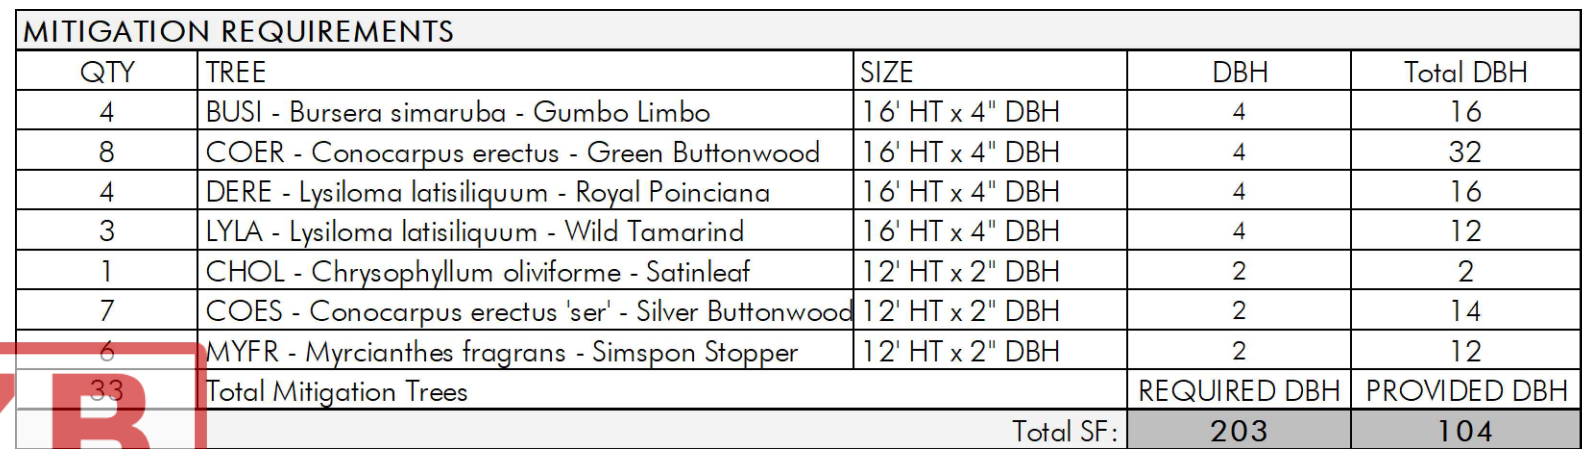 MITIGATION REQUIREMENTS
QTY TREE SIZE DBH Total DBH
4 BUSI - Bursera simaruba - Gumbo Limbo 16' HT x 4" DBH 4 16
8 COER - Conocarpus erectus - Green Buttonwood 16' HT x 4" DBH 4 32
4 DERE - Lysiloma latisiliquum - Royal Poinciana 16' HT x 4" DBH 4 16
3 LYLA - Lysiloma latisiliquum - Wild Tamarind 16' HT x 4" DBH 4 12
1 CHOL - Chrysophyllum oliviforme - Satinleaf 12' HT x 2" DBH 2 2
7 COES - Conocarpus erectus 'ser' - Silver Buttonwood 12' HT x 2" DBH 2 14
6 MYFR - Myrcianthes fragrans - Simspon Stopper 12' HT x 2" DBH 2 12
33 Total Mitigation Trees REQUIRED DBH PROVIDED DBH
Total SF: 203 104
B